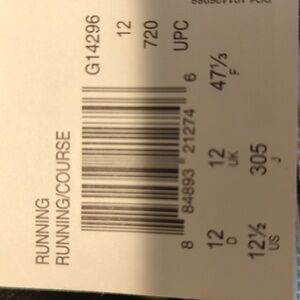 RUNNING
RUNNING/COURSE
G14296
12
720
UPC
8 84893 21274 6
12 12 47⅓
D UK F
12½ 305
US J